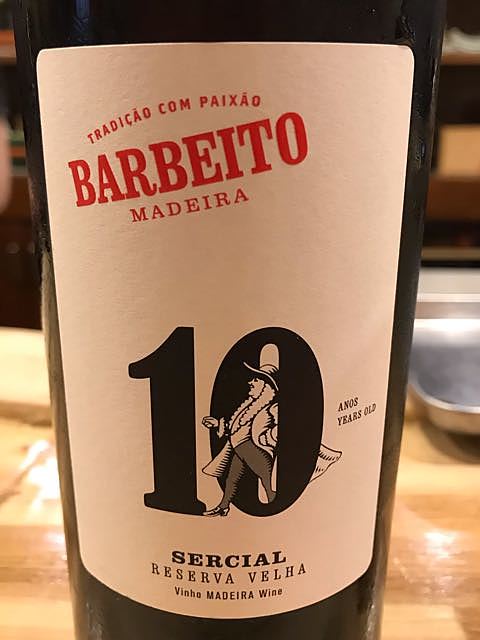 TRADIÇÃO COM PAIXÃO
BARBEITO
MADEIRA
10
ANOS
YEARS OLD
SERCIAL
RESERVA VELHA
Vinho MADEIRA Wine